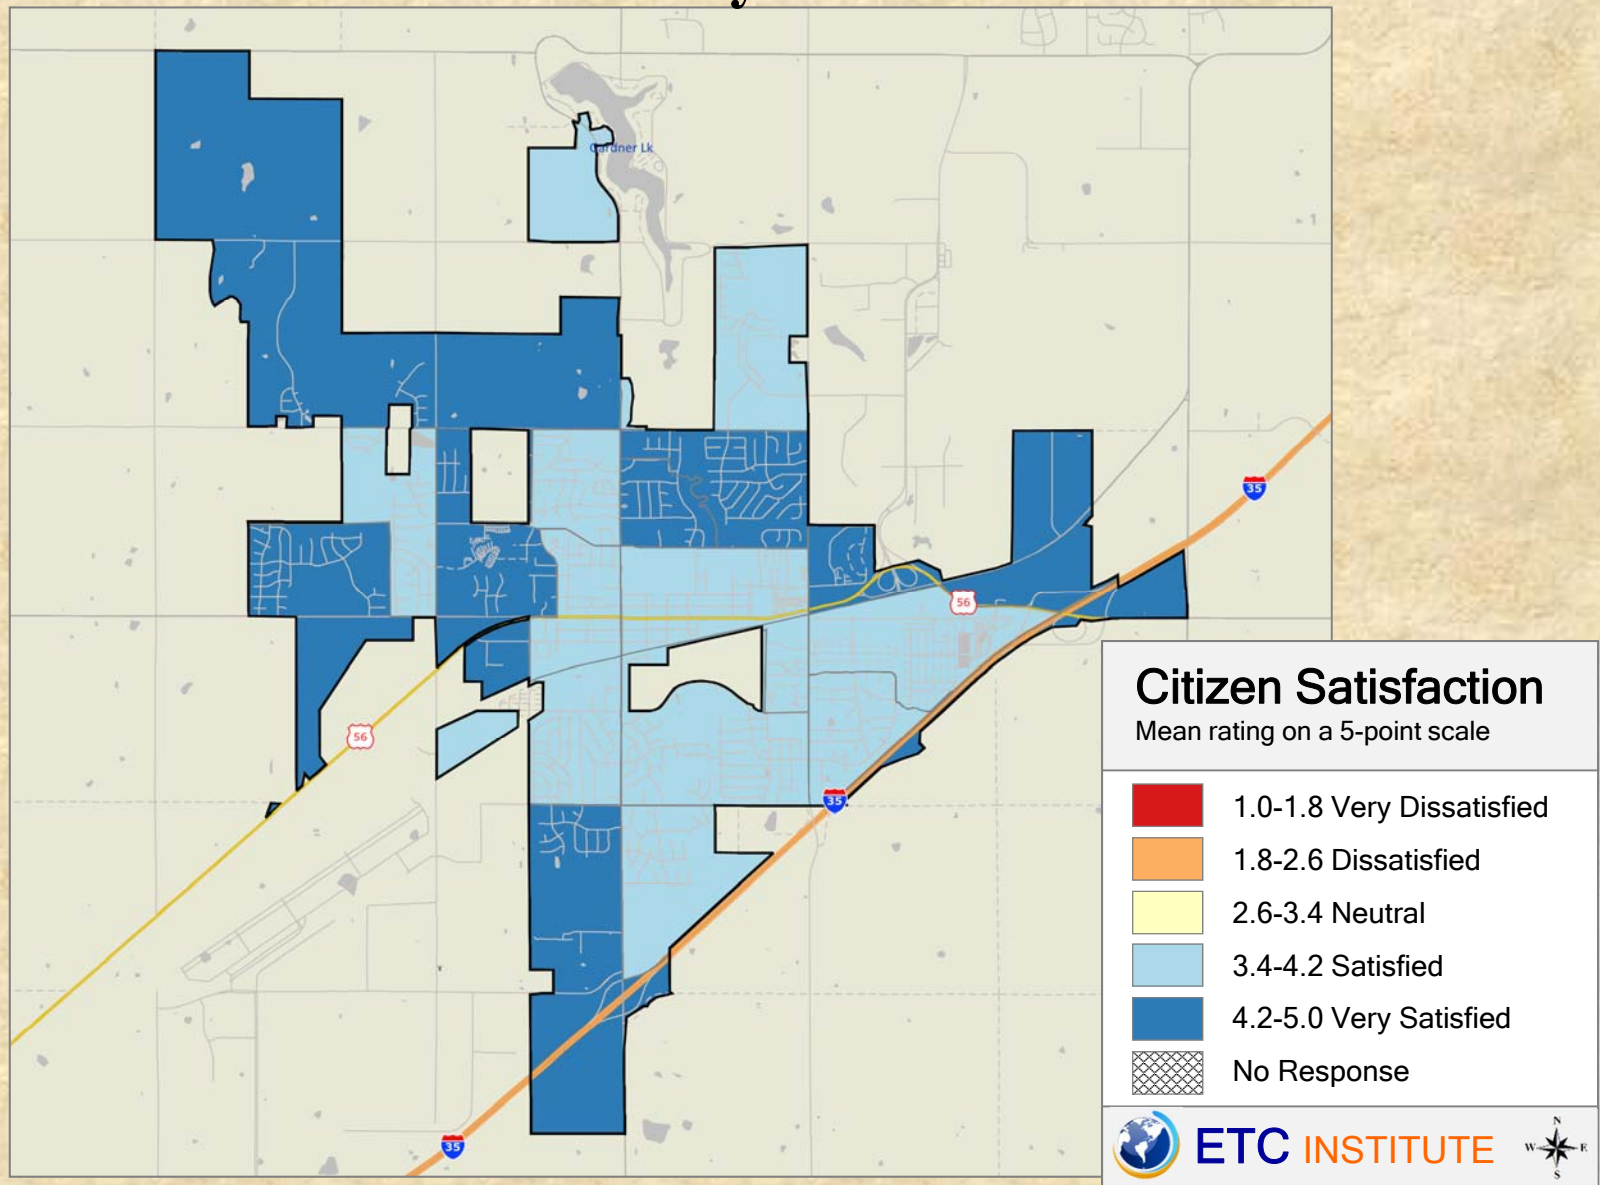 Gardner Lk
1
35
56
56
35
35
Citizen Satisfaction
Mean rating on a 5-point scale
1.0-1.8 Very Dissatisfied
1.8-2.6 Dissatisfied
2.6-3.4 Neutral
3.4-4.2 Satisfied
4.2-5.0 Very Satisfied
No Response
ETC INSTITUTE
N
W E
S